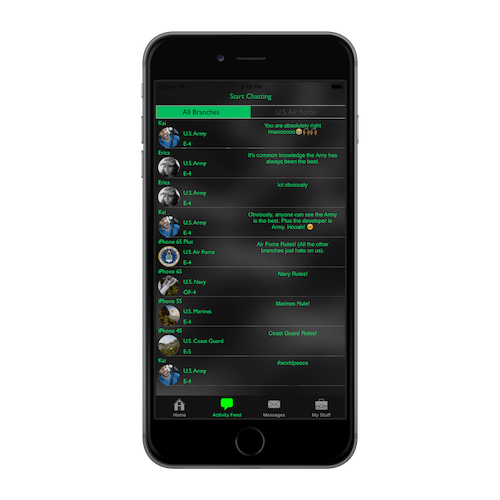 Start Chatting
All Branches
U.S. Air Force
Kai
U.S. Army
E-4
You are absolutely right
lmaoooooo
Erica
U.S. Army
E-4
It's common knowledge the Army has
always been the best.
Erica
U.S. Army
E-4
lol obviously
Kai
U.S. Army
E-4
Obviously, anyone can see the Army
is the best. Plus the developer is
Army. Hooah!
iPhone 6S Plus
U.S. Air Force
E-4
Air Force Rules! (All the other
branches just hate on us).
iPhone 6S
U.S. Navy
OF-4
Navy Rules!
iPhone 5S
U.S. Marines
E-4
Marines Rule!
iPhone 4S
U.S. Coast Guard
E-5
Coast Guard Rules!
Kai
U.S. Army
E-4
#worldpeace
Home
Activity Feed
Messages
My Stuff